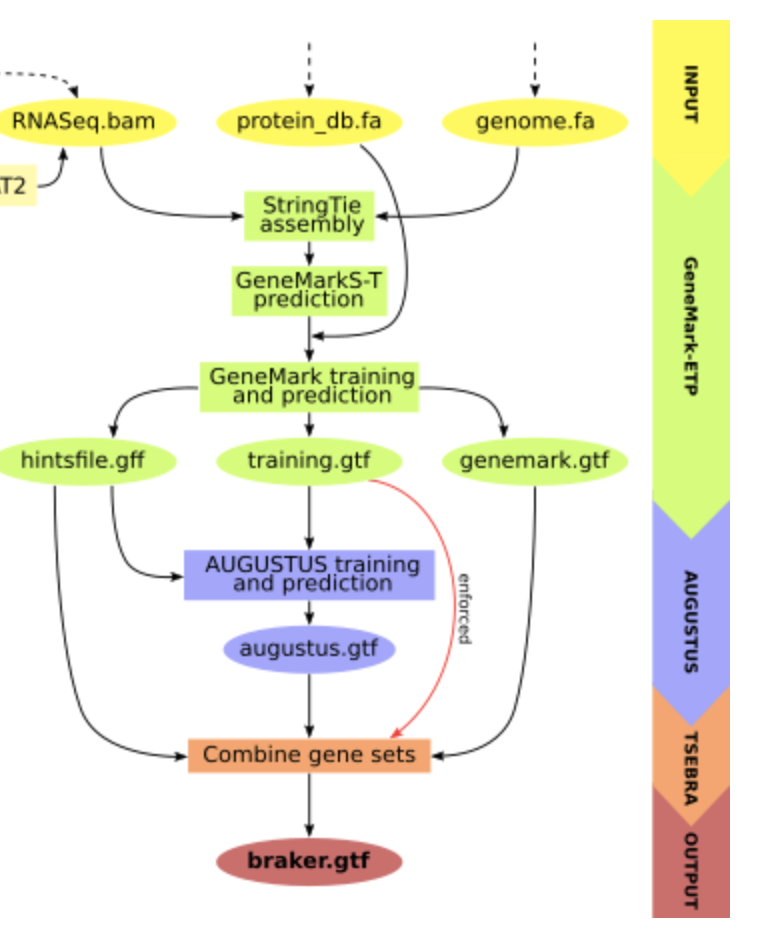 RNASeq.bam
protein_db.fa
genome.fa
T2
StringTie
assembly
GeneMarkS-T
prediction
GeneMark training
and prediction
hintsfile.gff
training.gtf
genemark.gtf
AUGUSTUS training
and prediction
enforced
augustus.gtf
Combine gene sets
braker.gtf
INPUT
GeneMark-ETP
AUGUSTUS
TSEBRA
OUTPUT